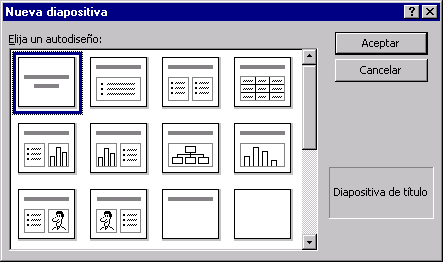 Nueva diapositiva
Elija un autodiseño:
Aceptar
Cancelar
Diapositiva de título